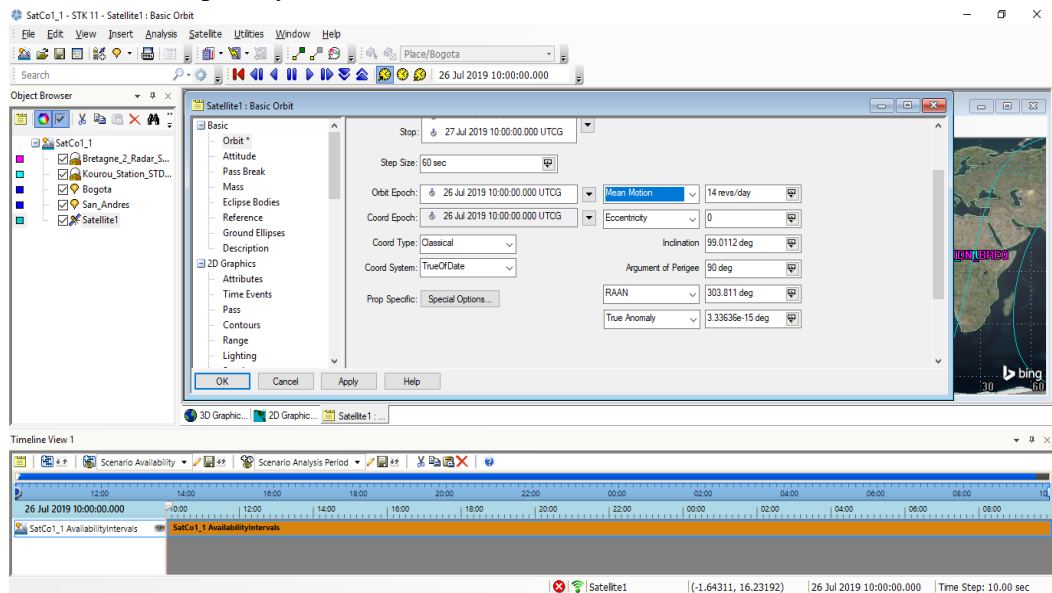 SatCo1_1 - STK 11 - Satellite1 : Basic Orbit
File Edit View Insert Analysis Satellite Utilities Window Help
Place/Bogota
Search
26 Jul 2019 10:00:00.000
Object Browser
SatCo1_1
Bretagne_2_Radar_S...
Kourou_Station_STD...
Bogota
San_Andres
Satellite1
Satellite1 : Basic Orbit
Basic
Orbit *
Attitude
Pass Break
Mass
Eclipse Bodies
Reference
Ground Ellipses
Description
2D Graphics
Attributes
Time Events
Pass
Contours
Range
Lighting
Stop: 27 Jul 2019 10:00:00.000 UTCG
Step Size: 60 sec
Orbit Epoch: 26 Jul 2019 10:00:00.000 UTCG Mean Motion 14 revs/day
Coord Epoch: 26 Jul 2019 10:00:00.000 UTCG Eccentricity 0
Coord Type: Classical Inclination 99.0112 deg
Coord System: TrueOfDate Argument of Perigee 90 deg
Prop Specific: Special Options... RAAN 303.811 deg
True Anomaly 3.33636e-15 deg
OK Cancel Apply Help
bing
30 60
3D Graphic... 2D Graphic... Satellite1 : ...
Timeline View 1
Scenario Availability Scenario Analysis Period
12:00 14:00 16:00 18:00 20:00 22:00 00:00 02:00 04:00 06:00 08:00 10
26 Jul 2019 10:00:00.000 10:00 12:00 14:00 16:00 18:00 20:00 22:00 00:00 02:00 04:00 06:00 08:00
SatCo1_1 AvailabilityIntervals SatCo1_1 AvailabilityIntervals
Satellite1 (-1.64311, 16.23192) 26 Jul 2019 10:00:00.000 Time Step: 10.00 sec